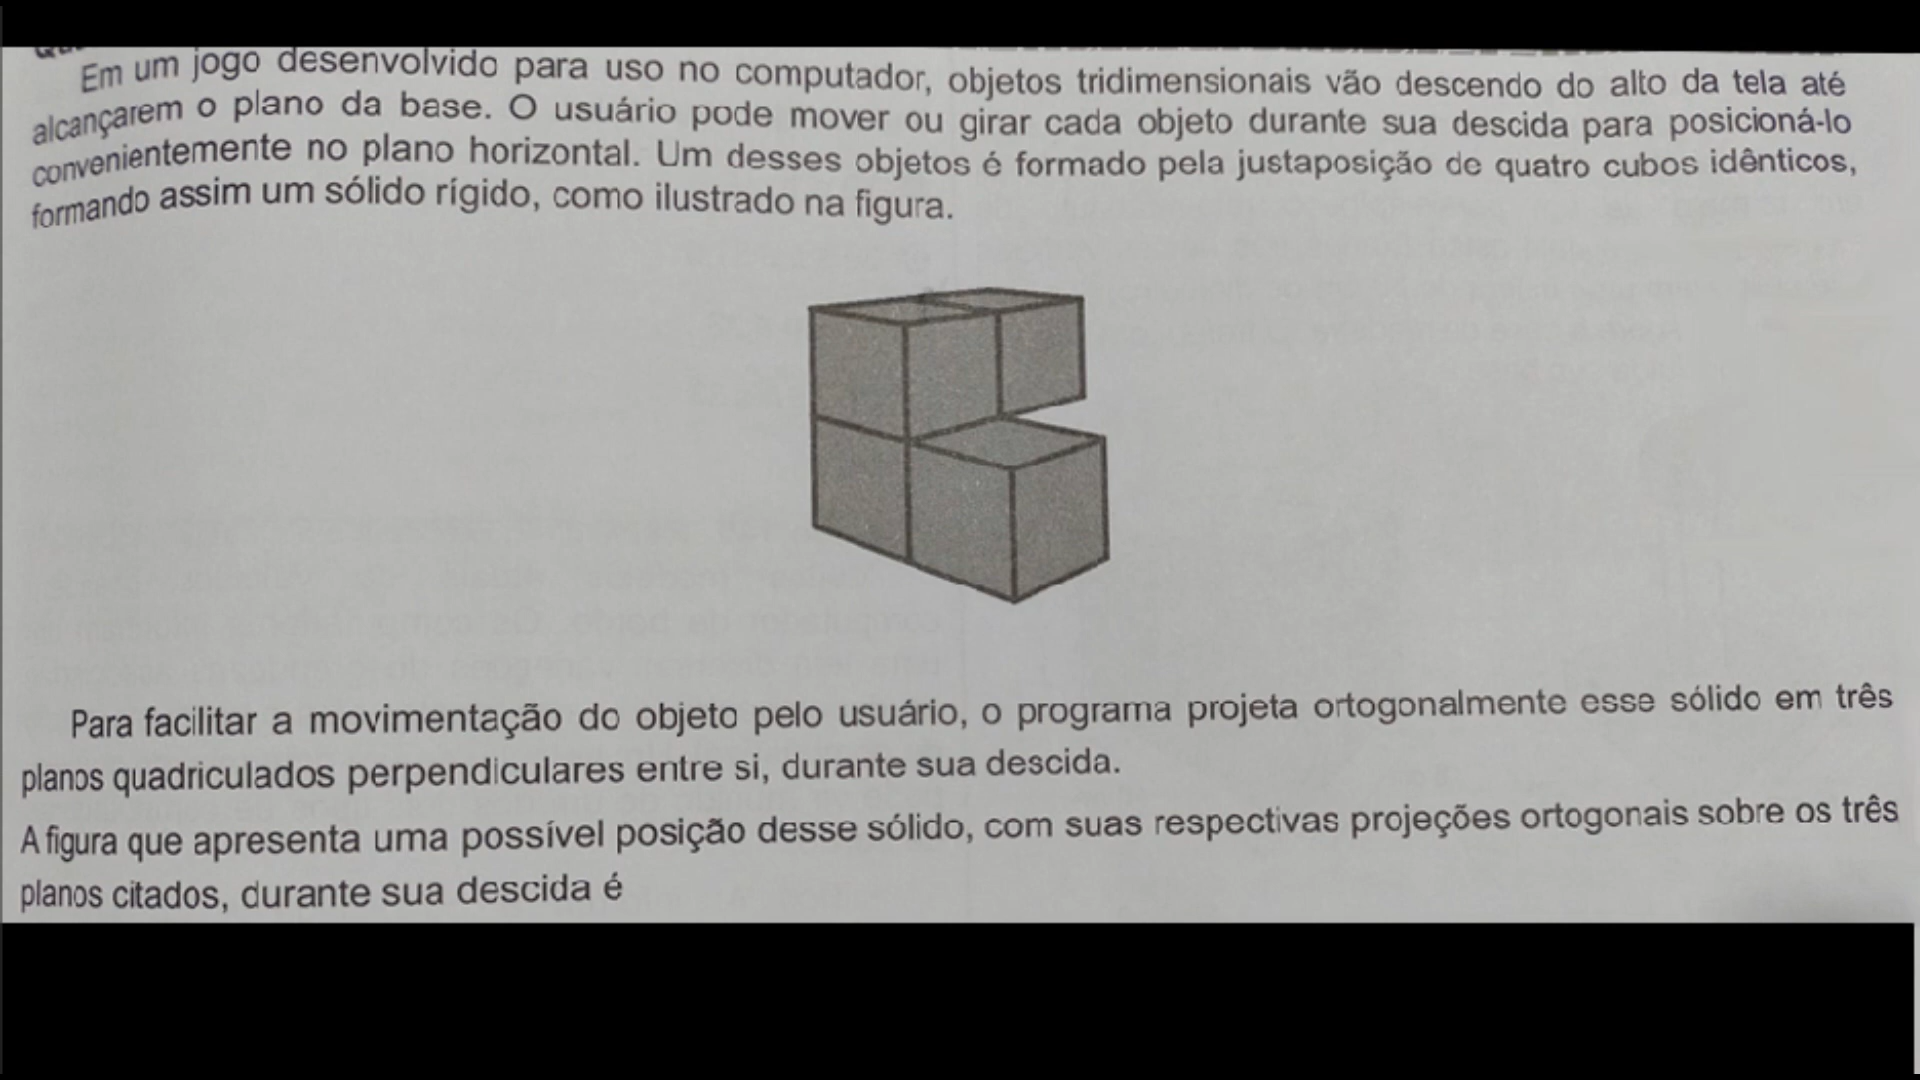 Em um jogo desenvolvido para uso no computador, objetos tridimensionais vão descendo do alto da tela até
alcançarem o plano da base. O usuário pode mover ou girar cada objeto durante sua descida para posicioná-lo
convenientemente no plano horizontal. Um desses objetos é formado pela justaposição de quatro cubos idênticos,
formando assim um sólido rígido, como ilustrado na figura.
Para facilitar a movimentação do objeto pelo usuário, o programa projeta ortogonalmente esse sólido em três
planos quadriculados perpendiculares entre si, durante sua descida.
A figura que apresenta uma possível posição desse sólido, com suas respectivas projeções ortogonais sobre os três
planos citados, durante sua descida é